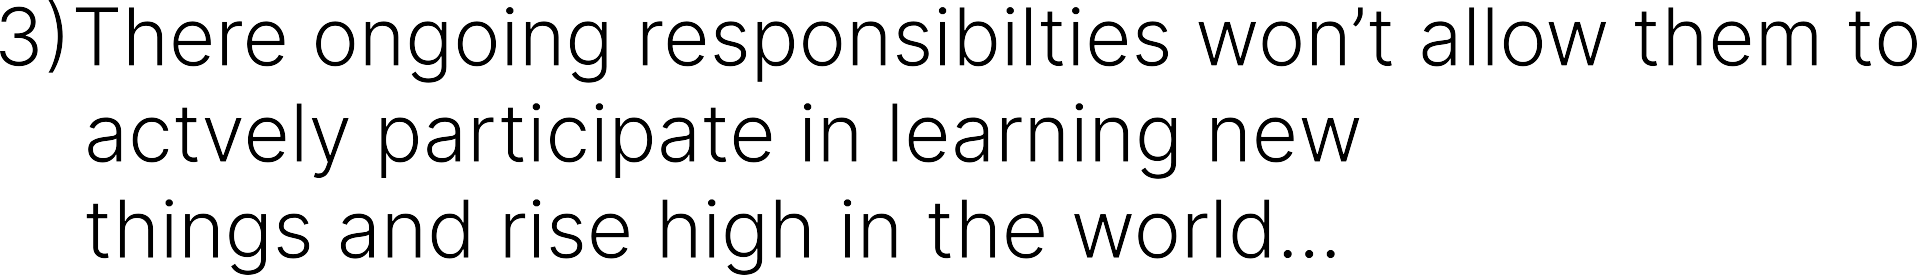 3)There ongoing responsibilties won’t allow them to
actvely participate in learning new
things and rise high in the world...